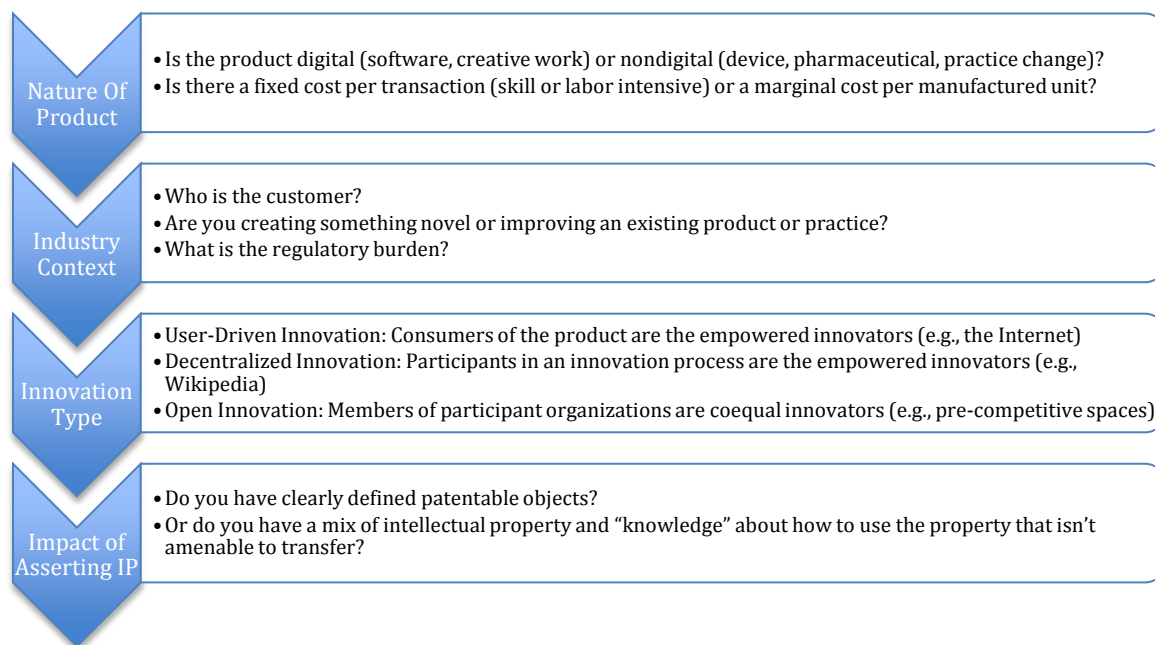 Nature Of
Product
•Is the product digital (software, creative work) or nondigital (device, pharmaceutical, practice change)?
•Is there a fixed cost per transaction (skill or labor intensive) or a marginal cost per manufactured unit?
Industry
Context
•Who is the customer?
•Are you creating something novel or improving an existing product or practice?
•What is the regulatory burden?
Innovation
Type
•User-Driven Innovation: Consumers of the product are the empowered innovators (e.g., the Internet)
•Decentralized Innovation: Participants in an innovation process are the empowered innovators (e.g.,
Wikipedia)
•Open Innovation: Members of participant organizations are coequal innovators (e.g., pre-competitive spaces)
Impact of
Asserting IP
•Do you have clearly defined patentable objects?
•Or do you have a mix of intellectual property and “knowledge” about how to use the property that isn’t
amenable to transfer?